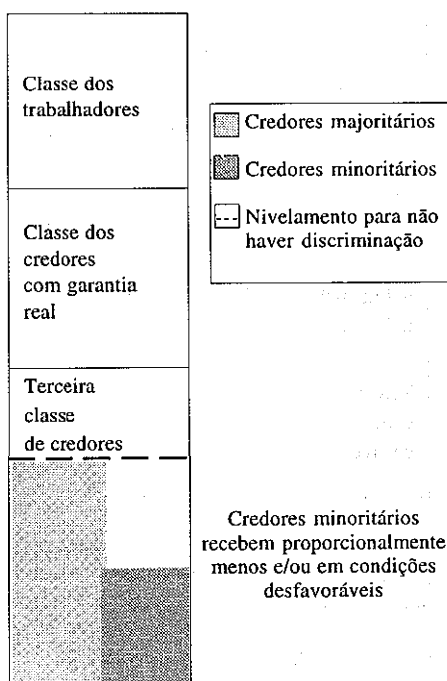 Classe dos
trabalhadores
Classe dos
credores
com garantia
real
Terceira
classe
de credores
Credores majoritários
Credores minoritários
Nivelamento para não
haver discriminação
Credores minoritários
recebem proporcionalmente
menos e/ou em condições
desfavoráveis